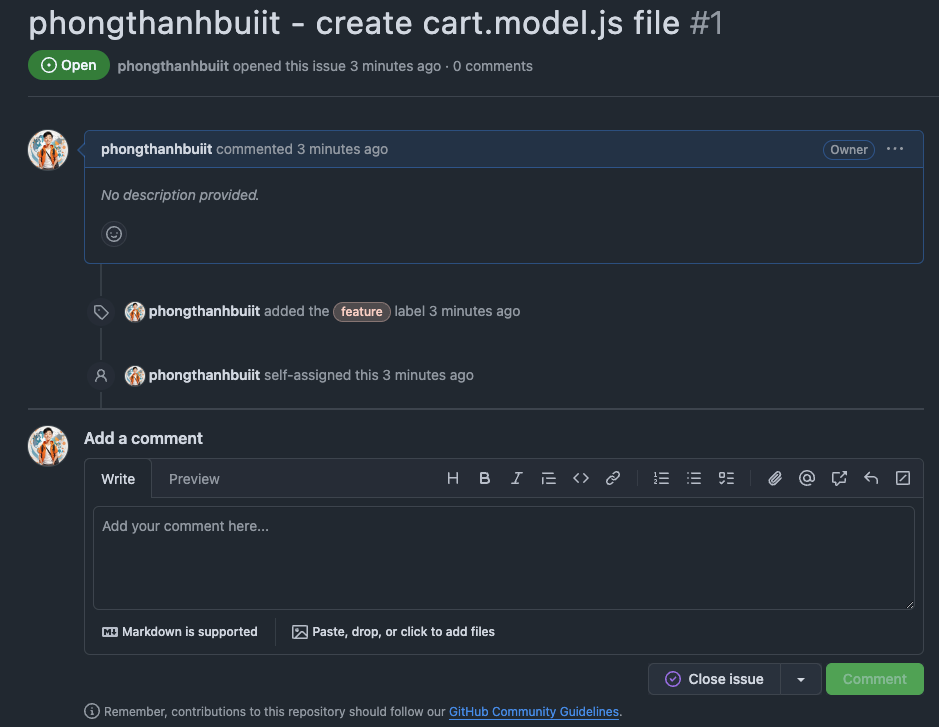 phongthanhbuiit - create cart.model.js file #1
Open phongthanhbuiit opened this issue 3 minutes ago · 0 comments
phongthanhbuiit commented 3 minutes ago Owner ···
No description provided.
phongthanhbuiit added the feature label 3 minutes ago
phongthanhbuiit self-assigned this 3 minutes ago
Add a comment
Write Preview
Add your comment here...
Markdown is supported Paste, drop, or click to add files
Close issue Comment
Remember, contributions to this repository should follow our GitHub Community Guidelines.